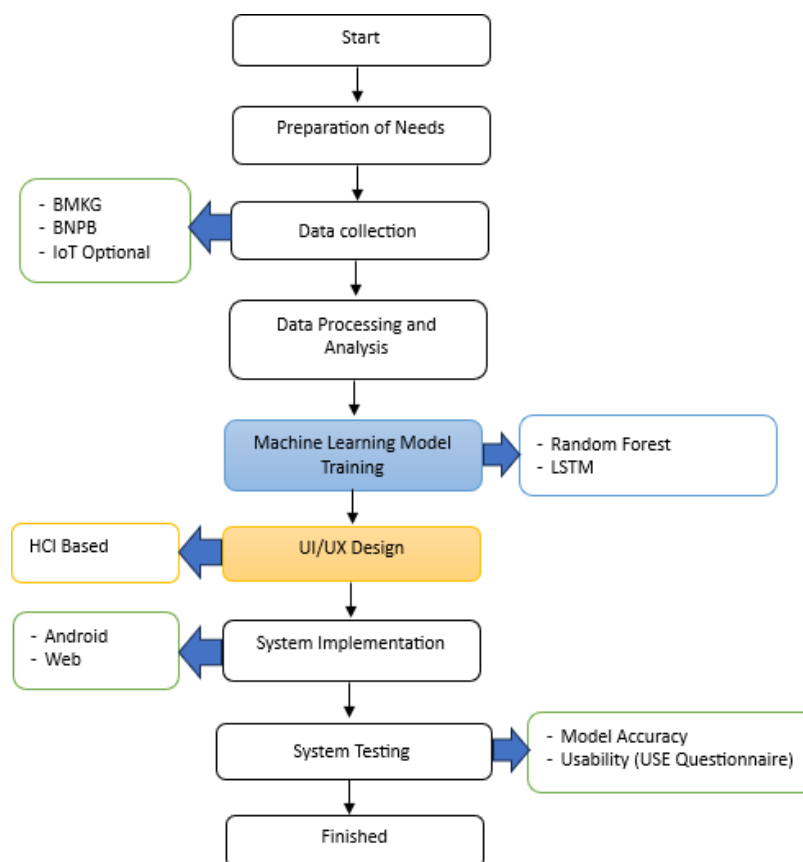 Start
Preparation of Needs
- BMKG
- BNPB
- IoT Optional
Data collection
Data Processing and
Analysis
Machine Learning Model
Training
- Random Forest
- LSTM
HCI Based
UI/UX Design
- Android
- Web
System Implementation
System Testing
- Model Accuracy
- Usability (USE Questionnaire)
Finished